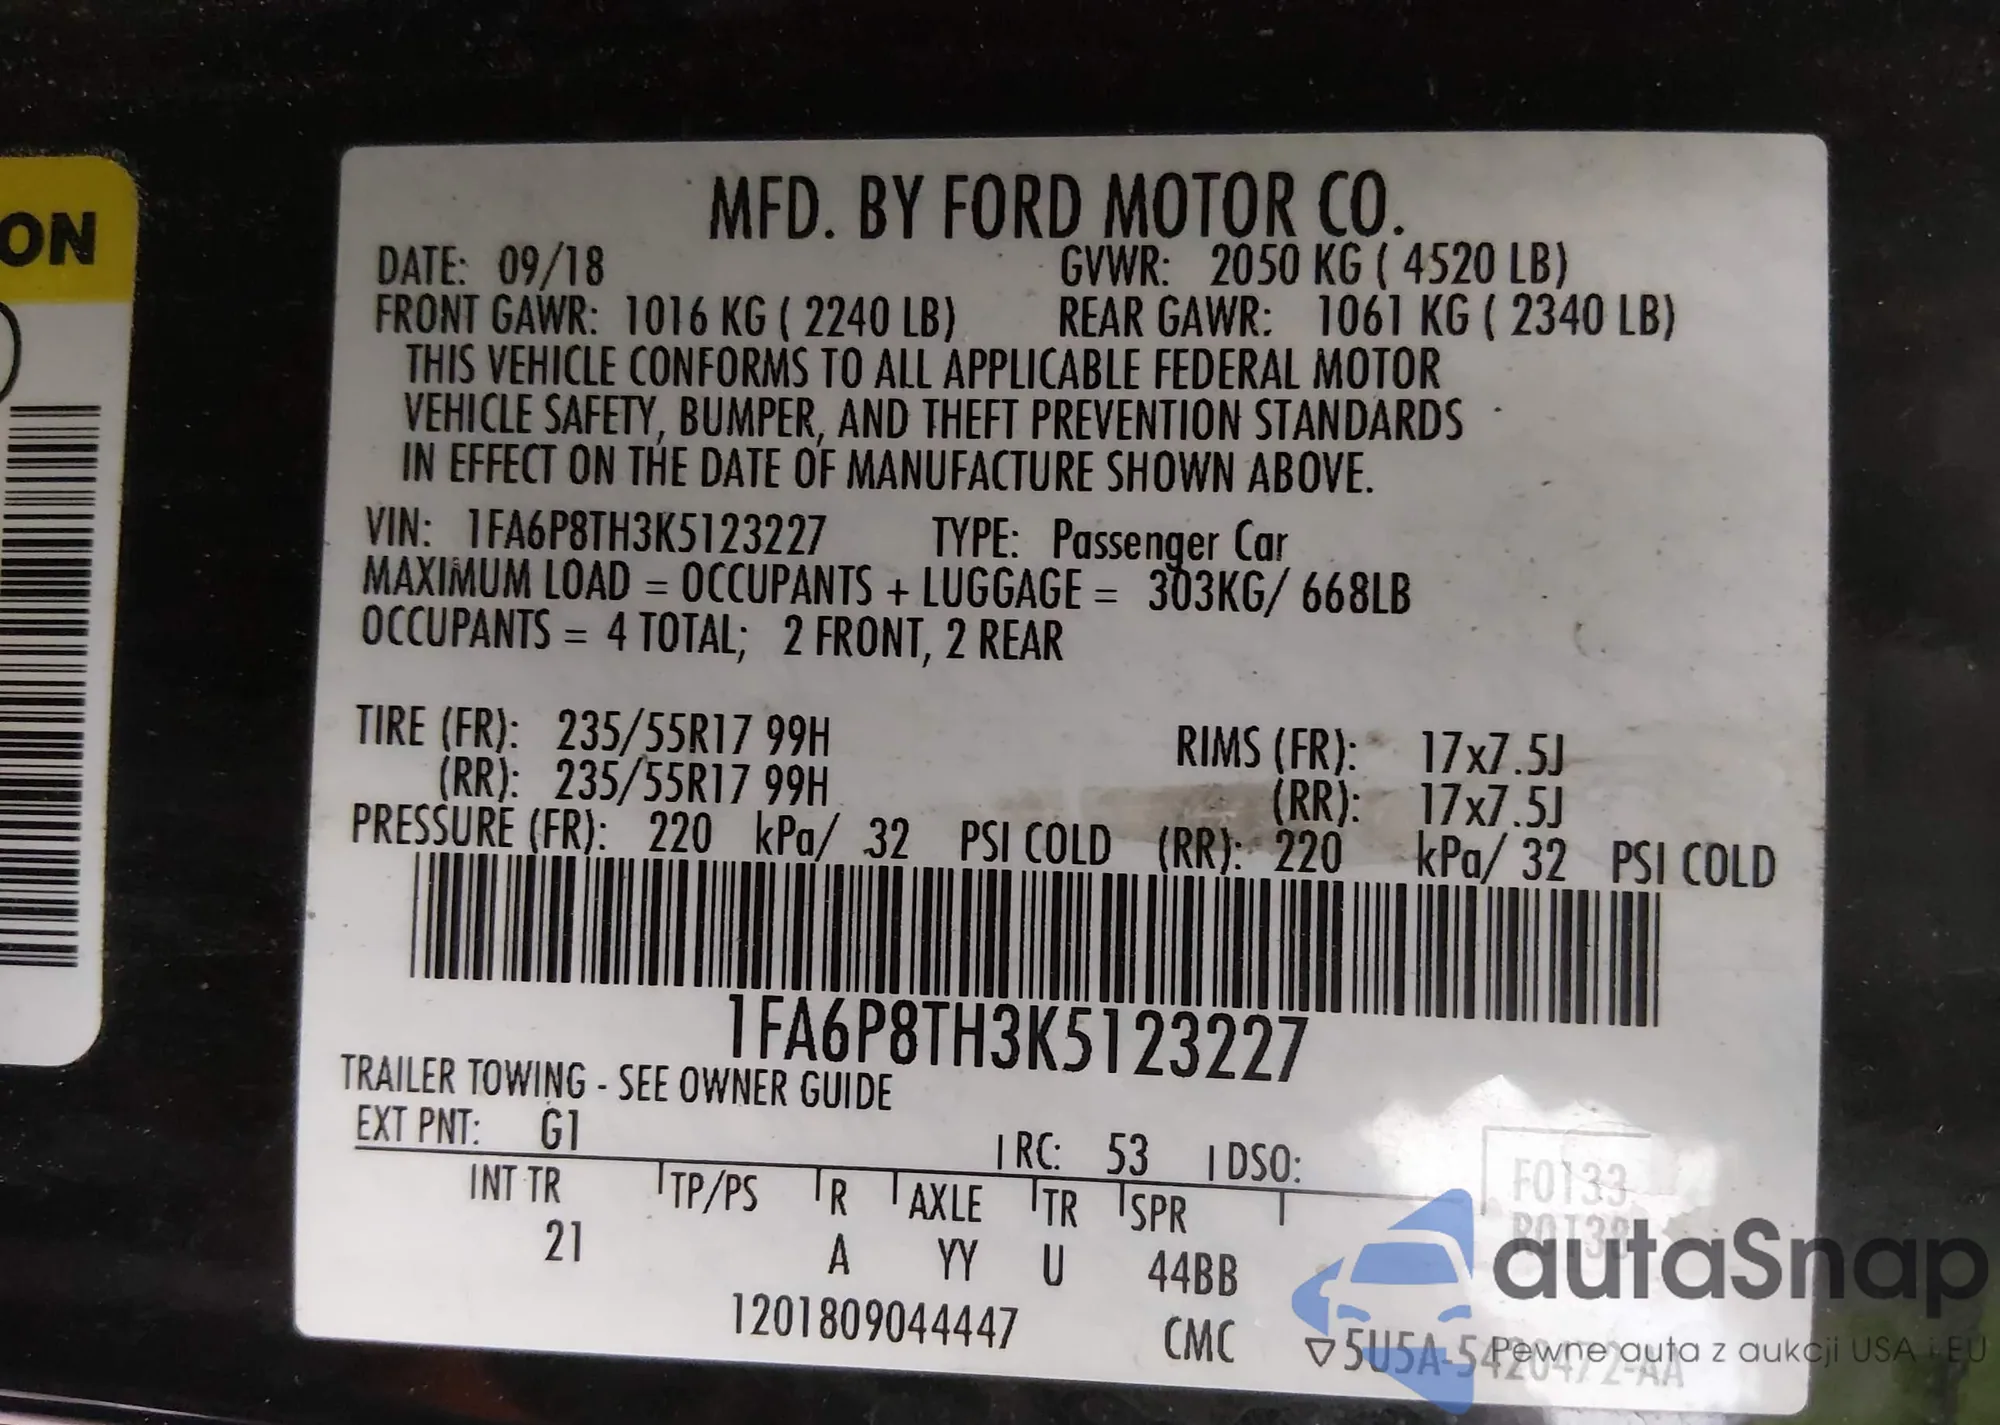 ON
MFD. BY FORD MOTOR CO.
DATE: 09/18 GVWR: 2050 KG ( 4520 LB)
FRONT GAWR: 1016 KG ( 2240 LB) REAR GAWR: 1061 KG ( 2340 LB)
THIS VEHICLE CONFORMS TO ALL APPLICABLE FEDERAL MOTOR
VEHICLE SAFETY, BUMPER, AND THEFT PREVENTION STANDARDS
IN EFFECT ON THE DATE OF MANUFACTURE SHOWN ABOVE.
VIN: 1FA6P8TH3K5123227 TYPE: Passenger Car
MAXIMUM LOAD = OCCUPANTS + LUGGAGE = 303KG/ 668LB
OCCUPANTS = 4 TOTAL; 2 FRONT, 2 REAR
TIRE (FR): 235/55R17 99H RIMS (FR): 17x7.5J
(RR): 235/55R17 99H (RR): 17x7.5J
PRESSURE (FR): 220 kPa/ 32 PSI COLD (RR): 220 kPa/ 32 PSI COLD
1FA6P8TH3K5123227
TRAILER TOWING - SEE OWNER GUIDE
EXT PNT: G1 RC: 53 DSO:
F0133
INT TR TP/PS R AXLE TR SPR
21 A YY U 44BB
1201809044447 CMC ▽5U5A-5420472-AA
autaSnap
Pewne auta z aukcji USA i EU